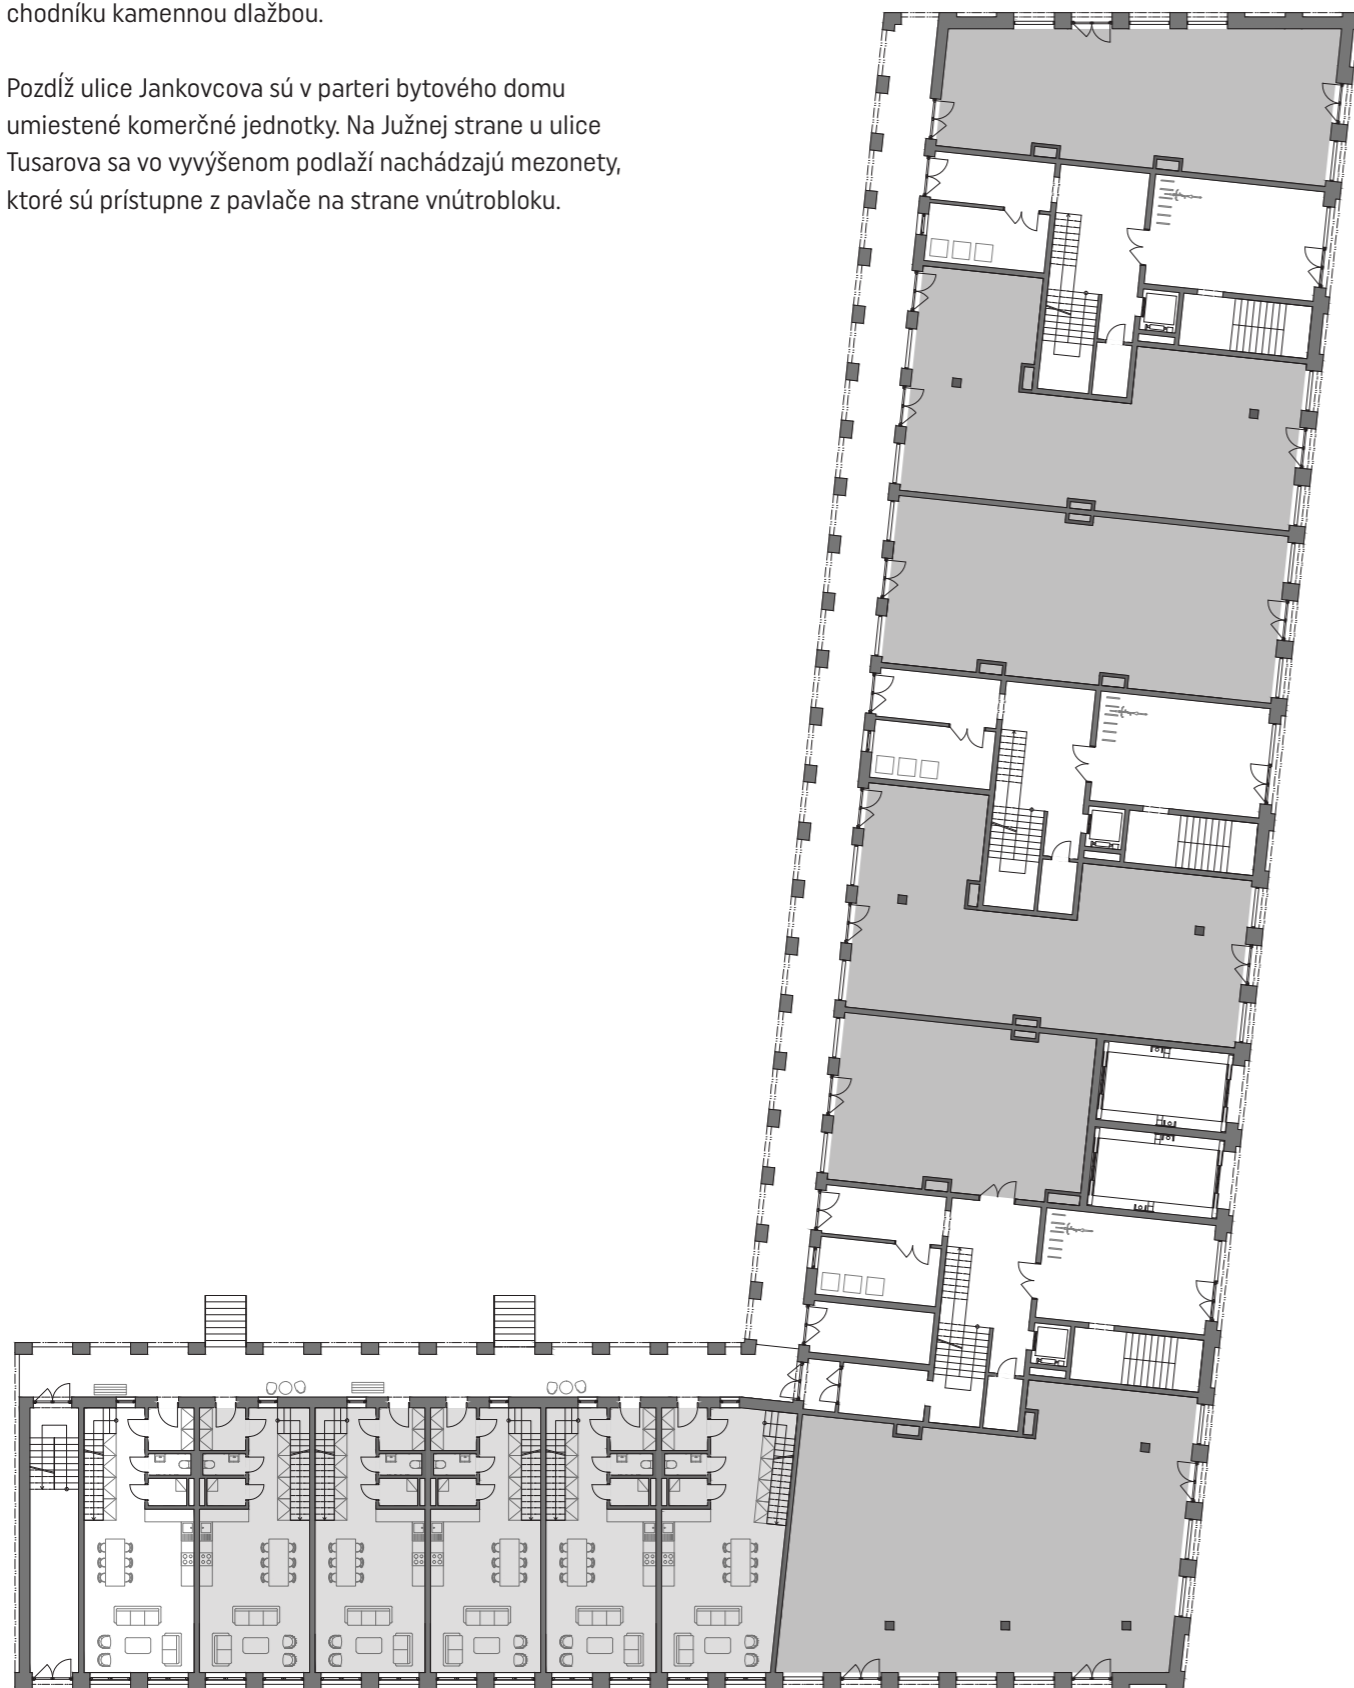 chodníku kamennou dlažbou.
Pozdĺž ulice Jankovcova sú v parteri bytového domu
umiestené komerčné jednotky. Na Južnej strane u ulice
Tusarova sa vo vyvýšenom podlaží nachádzajú mezonety,
ktoré sú prístupne z pavlače na strane vnútrobloku.